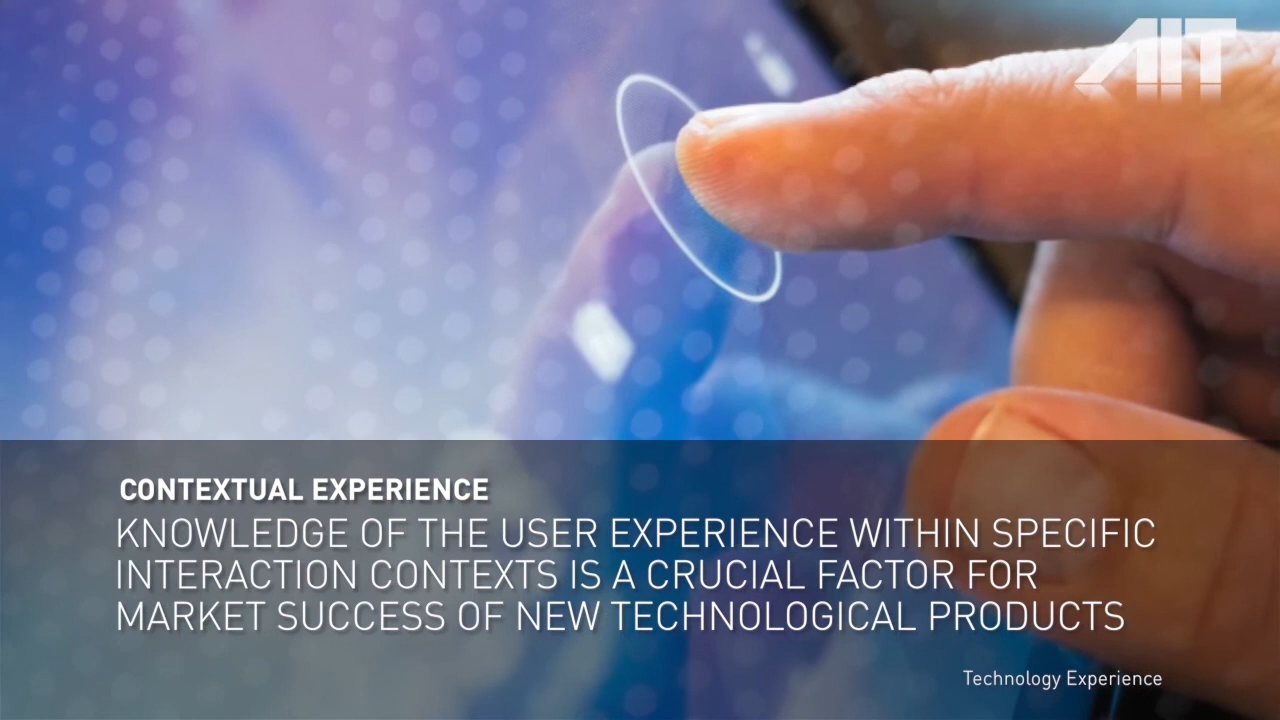 AIT
CONTEXTUAL EXPERIENCE
KNOWLEDGE OF THE USER EXPERIENCE WITHIN SPECIFIC
INTERACTION CONTEXTS IS A CRUCIAL FACTOR FOR
MARKET SUCCESS OF NEW TECHNOLOGICAL PRODUCTS
Technology Experience